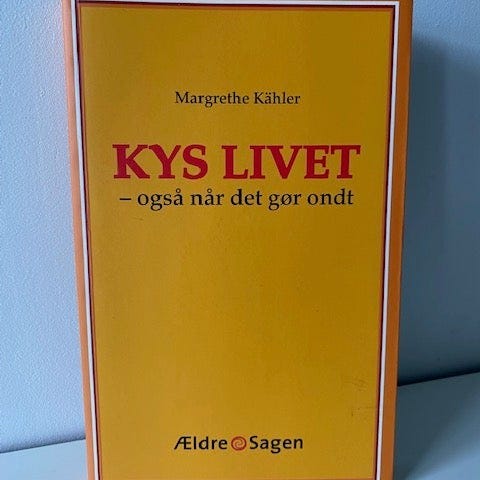 Margrethe Kähler
KYS LIVET
– også når det gør ondt
Ældre Sagen